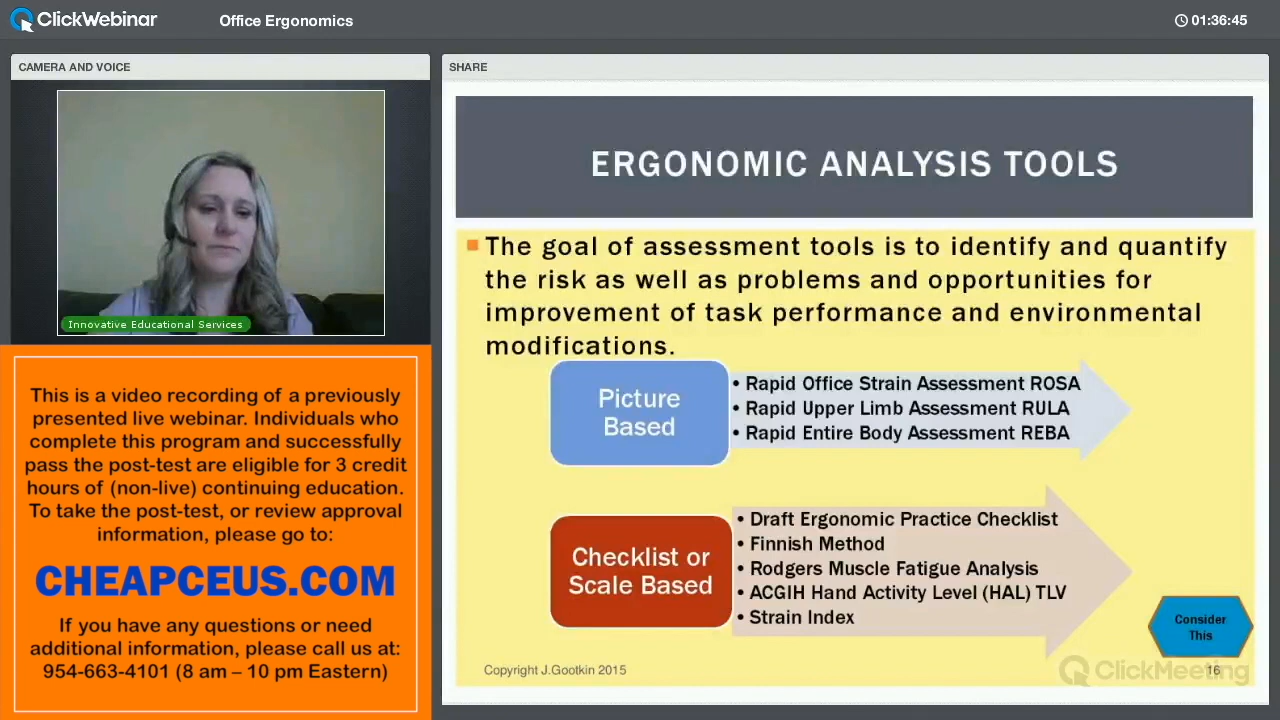 ClickWebinar
Office Ergonomics
01:36:45
CAMERA AND VOICE
Innovative Educational Services
This is a video recording of a previously
presented live webinar. Individuals who
complete this program and successfully
pass the post-test are eligible for 3 credit
hours of (non-live) continuing education.
To take the post-test, or review approval
information, please go to:
CHEAPCEUS.COM
If you have any questions or need
additional information, please call us at:
954-663-4101 (8 am – 10 pm Eastern)
SHARE
ERGONOMIC ANALYSIS TOOLS
The goal of assessment tools is to identify and quantify
the risk as well as problems and opportunities for
improvement of task performance and environmental
modifications.
Picture
Based
• Rapid Office Strain Assessment ROSA
• Rapid Upper Limb Assessment RULA
• Rapid Entire Body Assessment REBA
Checklist or
Scale Based
• Draft Ergonomic Practice Checklist
• Finnish Method
• Rodgers Muscle Fatigue Analysis
• ACGIH Hand Activity Level (HAL) TLV
• Strain Index
Consider
This
Copyright J.Gootkin 2015
16
ClickMeeting